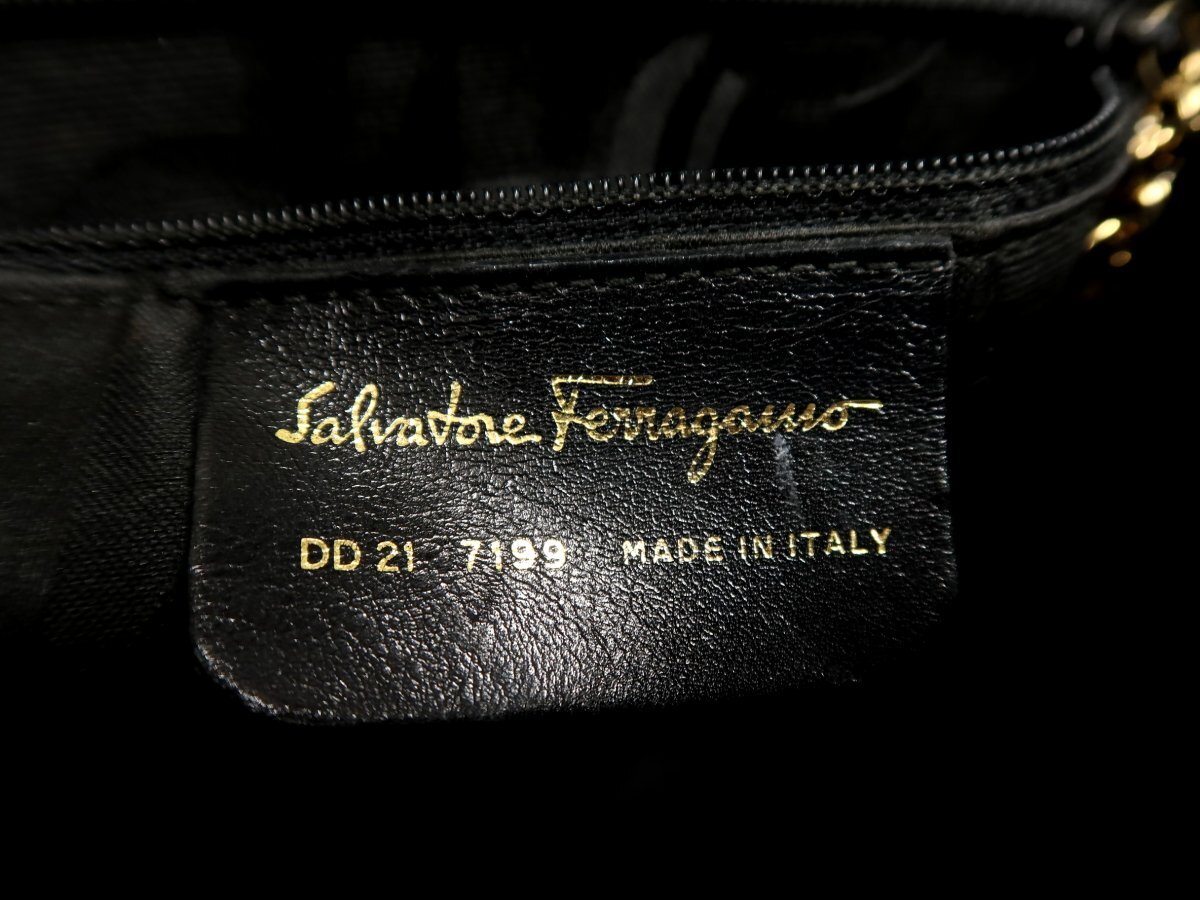 Salvatore Ferragamo
DD 21 7199 MADE IN ITALY